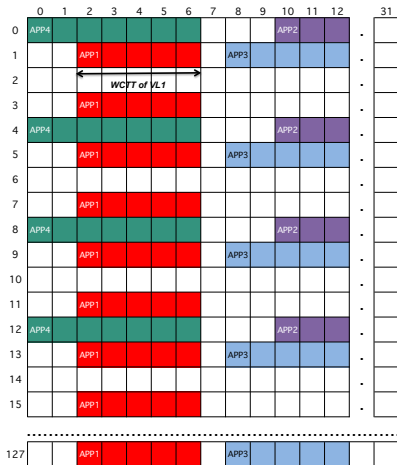 0 1 2 3 4 5 6 7 8 9 10 11 12 31
0 APP4 APP2 .
1 APP1 APP3 .
2 WCTT of VL1 .
3 APP1 .
4 APP4 APP2 .
5 APP1 APP3 .
6 .
7 APP1 .
8 APP4 APP2 .
9 APP1 APP3 .
10 .
11 APP1 .
12 APP4 APP2 .
13 APP1 APP3 .
14 .
15 APP1 .
127 APP1 APP3